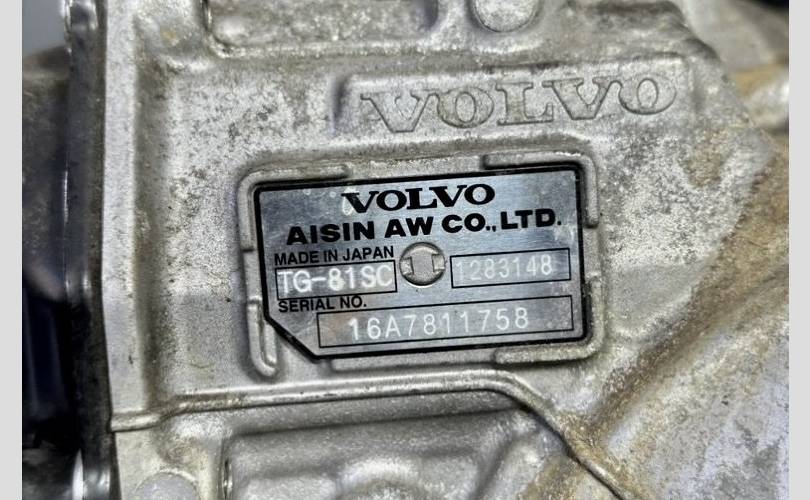 VOLVO
VOLVO
AISIN AW CO.,LTD.
MADE IN JAPAN
TG-81SC 1283148
SERIAL NO.
16A7811758